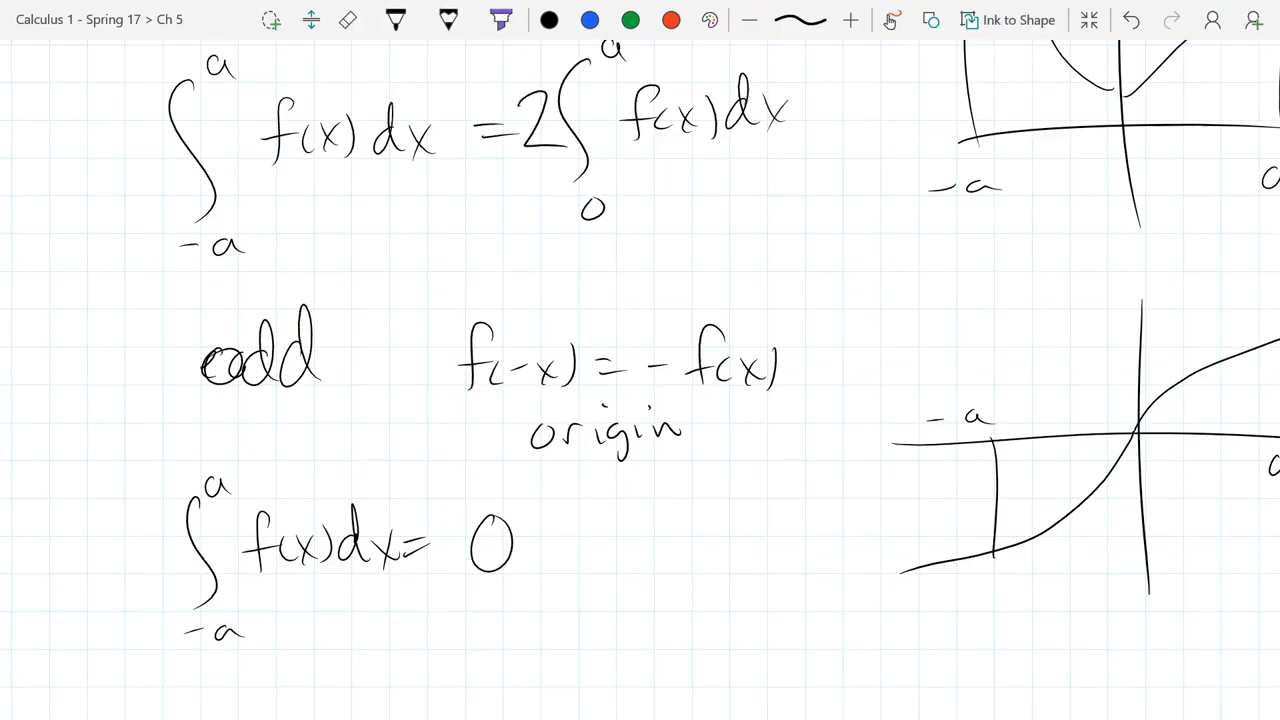 Calculus 1 - Spring 17 > Ch 5
Ink to Shape
∫_{-a}^{a} f(x) dx = 2 ∫_{0}^{a} f(x) dx
-a
odd f(-x) = - f(x)
origin
-a
a
∫_{-a}^{a} f(x) dx = 0